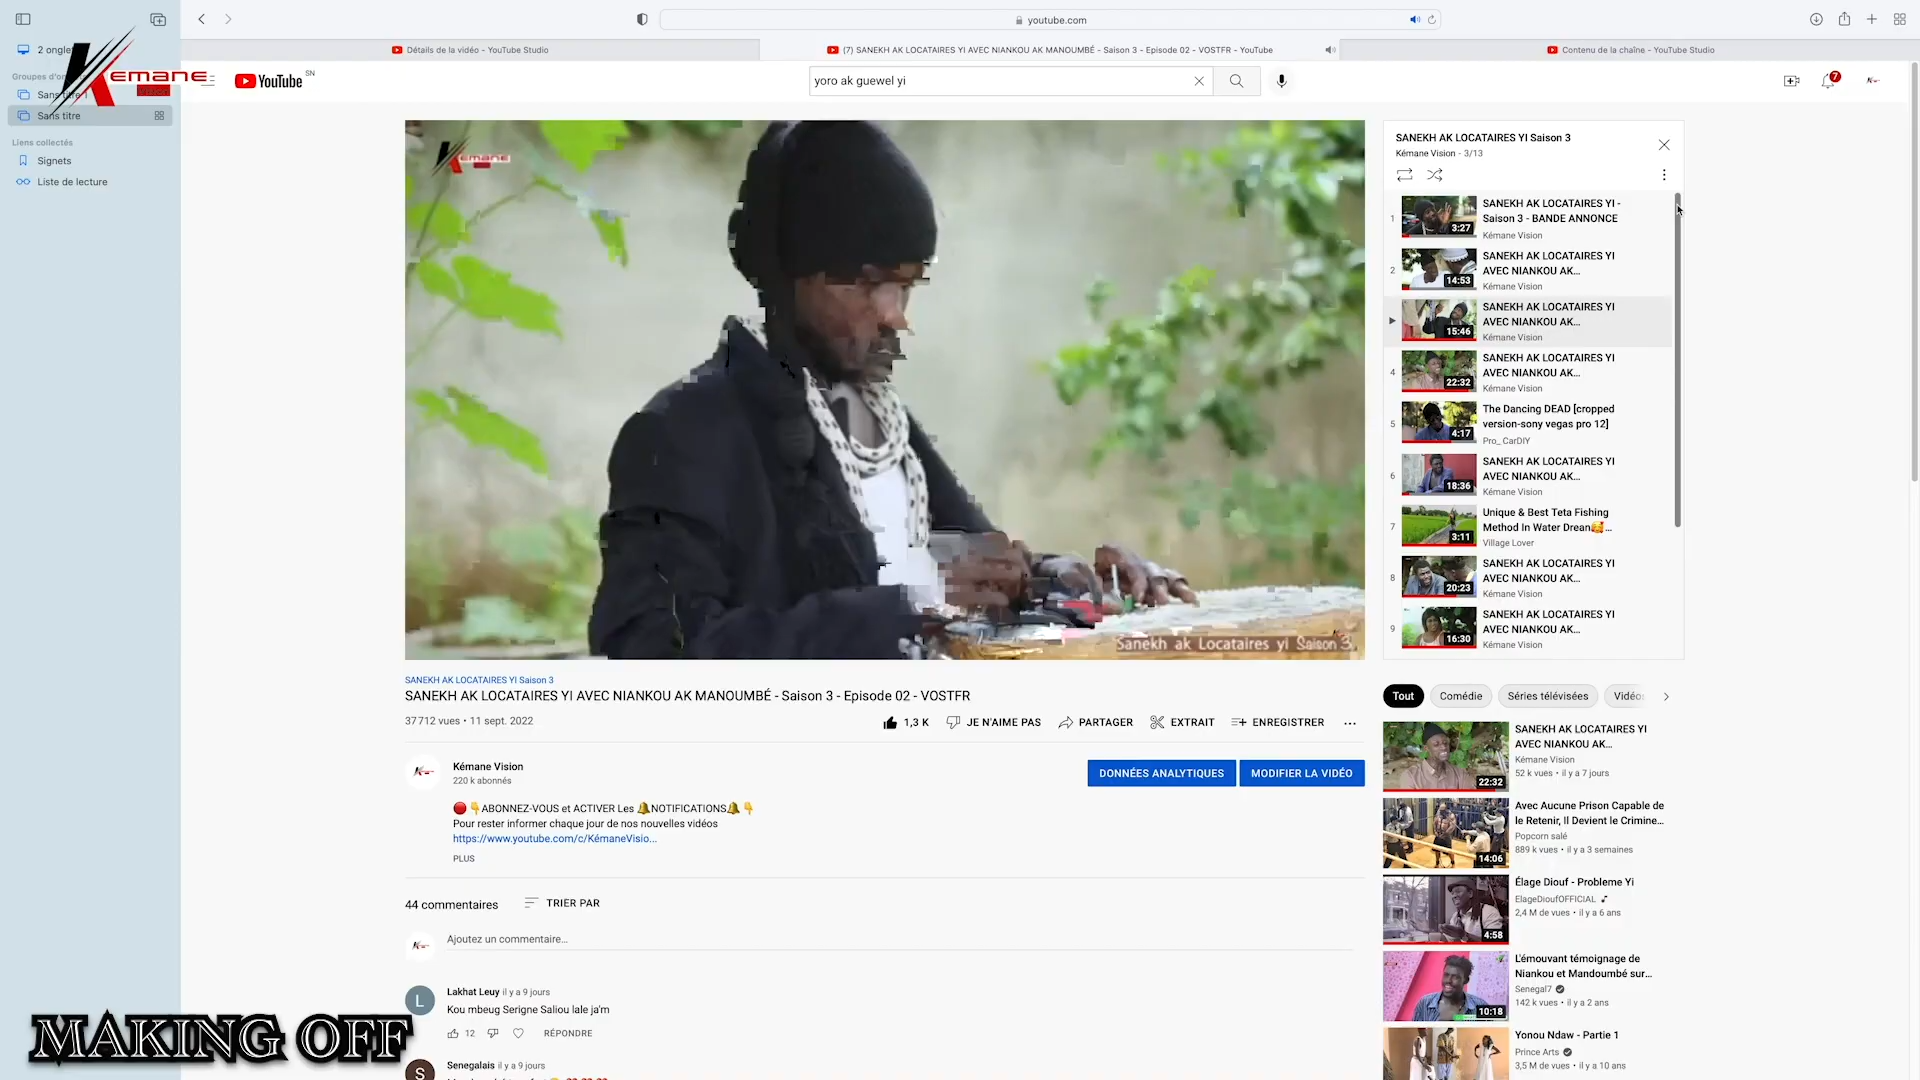 youtube.com
Détails de la vidéo - YouTube Studio
(7) SANEKH AK LOCATAIRES YI AVEC NIANKOU AK MANOUMBÉ - Saison 3 - Episode 02 - VOSTFR - YouTube
Contenu de la chaîne - YouTube Studio
2 ongle
Groupes d'on
Sans titre 1
Sans titre
Liens collectés
Signets
Liste de lecture
KEMANE
YouTube SN
yoro ak guewel yi
7
KEMANE
Sanekh ak Locataires yi Saison 3
SANEKH AK LOCATAIRES YI Saison 3
Kémane Vision - 3/13
1
3:27
SANEKH AK LOCATAIRES YI -
Saison 3 - BANDE ANNONCE
Kémane Vision
2
14:53
SANEKH AK LOCATAIRES YI
AVEC NIANKOU AK...
Kémane Vision
15:46
SANEKH AK LOCATAIRES YI
AVEC NIANKOU AK...
Kémane Vision
4
22:32
SANEKH AK LOCATAIRES YI
AVEC NIANKOU AK...
Kémane Vision
5
4:17
The Dancing DEAD [cropped
version-sony vegas pro 12]
Pro_ CarDIY
6
18:36
SANEKH AK LOCATAIRES YI
AVEC NIANKOU AK...
Kémane Vision
7
3:11
Unique & Best Teta Fishing
Method In Water Drean🥰...
Village Lover
8
20:23
SANEKH AK LOCATAIRES YI
AVEC NIANKOU AK...
Kémane Vision
9
16:30
SANEKH AK LOCATAIRES YI
AVEC NIANKOU AK...
Kémane Vision
SANEKH AK LOCATAIRES YI Saison 3
SANEKH AK LOCATAIRES YI AVEC NIANKOU AK MANOUMBÉ - Saison 3 - Episode 02 - VOSTFR
37 712 vues • 11 sept. 2022
1,3 K
JE N'AIME PAS
PARTAGER
EXTRAIT
ENREGISTRER
Kémane Vision
220 k abonnés
DONNÉES ANALYTIQUES
MODIFIER LA VIDÉO
🔴👇ABONNEZ-VOUS et ACTIVER Les 🔔NOTIFICATIONS🔔👇
Pour rester informer chaque jour de nos nouvelles vidéos
https://www.youtube.com/c/KémaneVisio...
PLUS
44 commentaires
TRIER PAR
Ajoutez un commentaire...
L
Lakhat Leuy il y a 9 jours
Kou mbeug Serigne Saliou lale ja'm
12
RÉPONDRE
S
Senegalais il y a 9 jours
Tout
Comédie
Séries télévisées
Vidéo
22:32
SANEKH AK LOCATAIRES YI
AVEC NIANKOU AK...
Kémane Vision
52 k vues • il y a 7 jours
14:06
Avec Aucune Prison Capable de
le Retenir, Il Devient le Crimine...
Popcorn salé
889 k vues • il y a 3 semaines
4:58
Élage Diouf - Probleme Yi
ElageDioufOFFICIAL
2,4 M de vues • il y a 6 ans
10:18
L'émouvant témoignage de
Niankou et Mandoumbé sur...
Senegal7
142 k vues • il y a 2 ans
Yonou Ndaw - Partie 1
Prince Arts
3,5 M de vues • il y a 10 ans
MAKING OFF